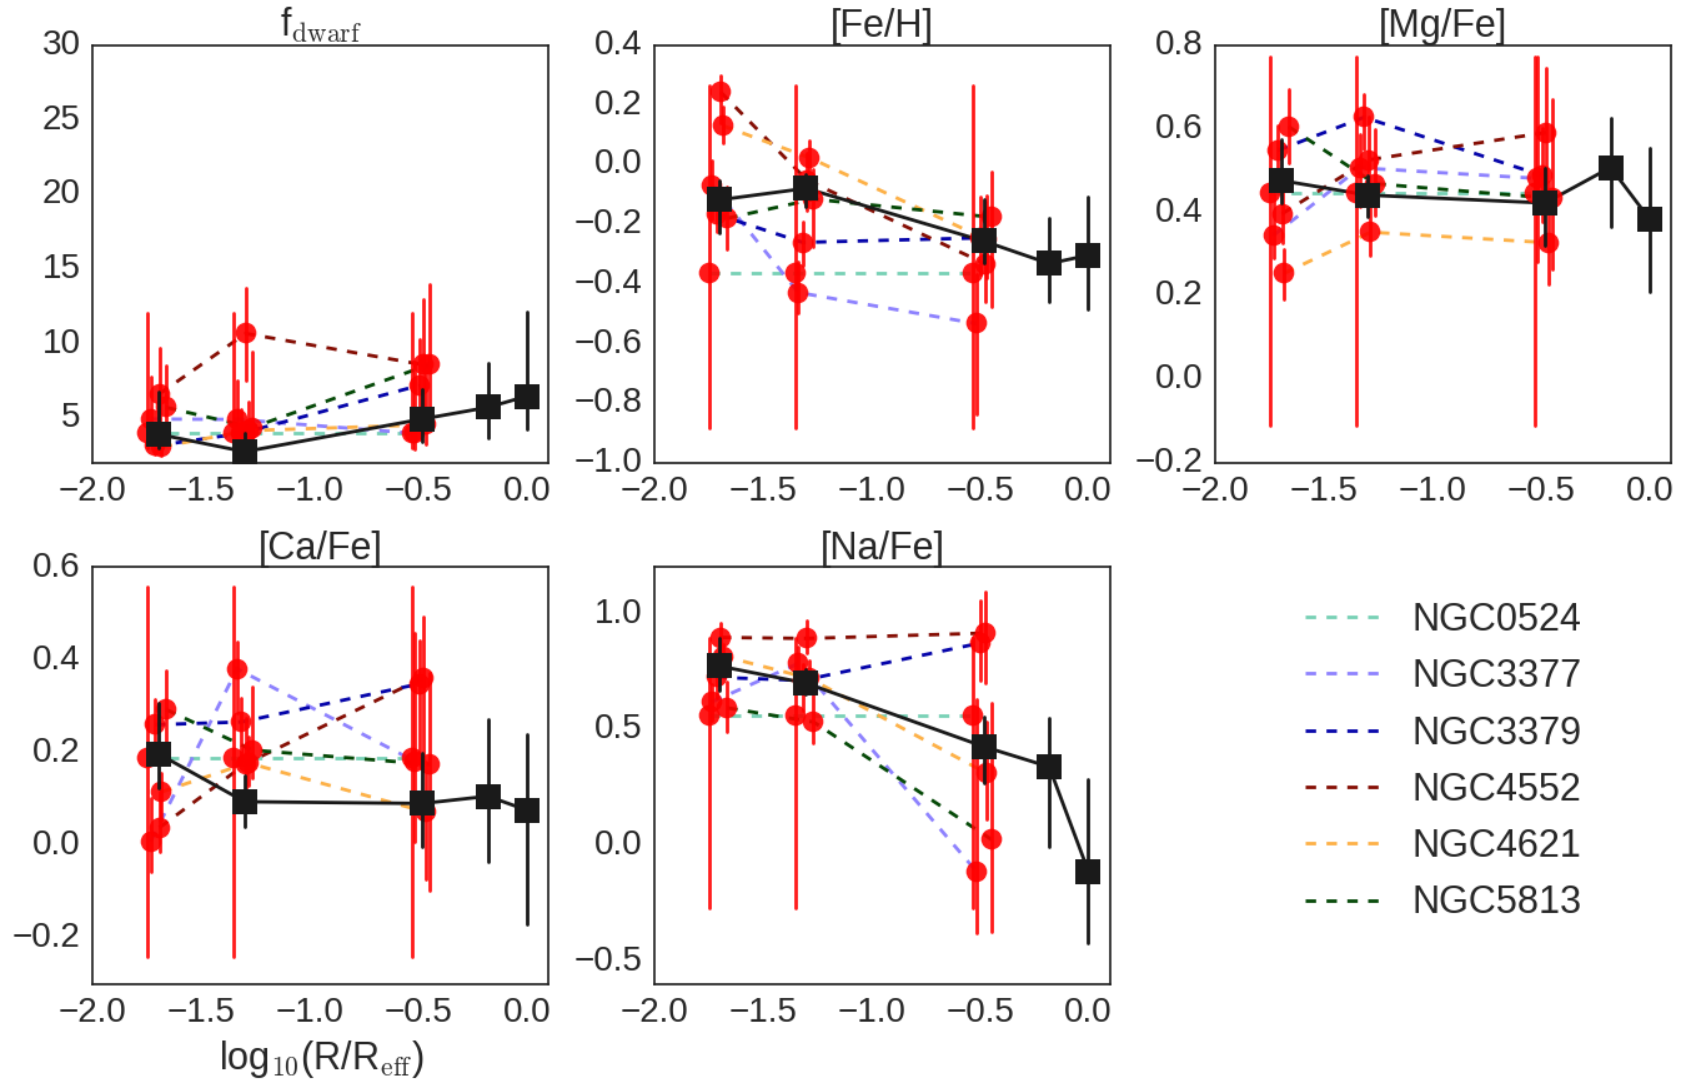 f_dwarf
30
25
20
15
10
5
−2.0 −1.5 −1.0 −0.5 0.0
[Fe/H]
0.4
0.2
0.0
−0.2
−0.4
−0.6
−0.8
−1.0
−2.0 −1.5 −1.0 −0.5 0.0
[Mg/Fe]
0.8
0.6
0.4
0.2
0.0
−0.2
−2.0 −1.5 −1.0 −0.5 0.0
[Ca/Fe]
0.6
0.4
0.2
0.0
−0.2
−2.0 −1.5 −1.0 −0.5 0.0
log₁₀(R/R_eff)
[Na/Fe]
1.0
0.5
0.0
−0.5
−2.0 −1.5 −1.0 −0.5 0.0
NGC0524
NGC3377
NGC3379
NGC4552
NGC4621
NGC5813